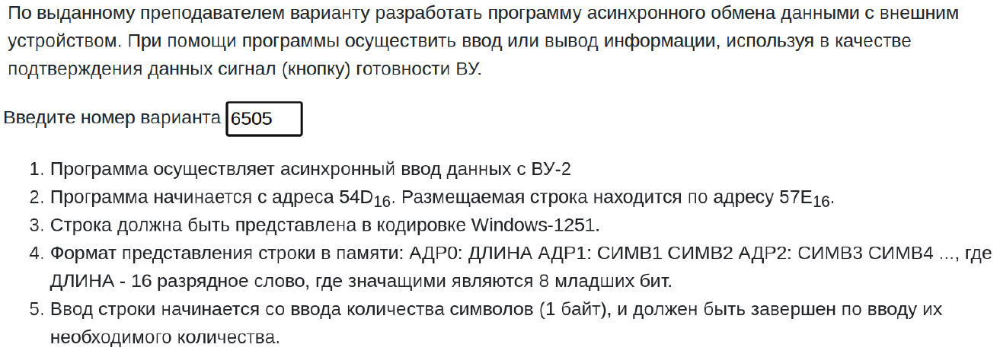 По выданному преподавателем варианту разработать программу асинхронного обмена данными с внешним
устройством. При помощи программы осуществить ввод или вывод информации, используя в качестве
подтверждения данных сигнал (кнопку) готовности ВУ.
Введите номер варианта 6505
1. Программа осуществляет асинхронный ввод данных с ВУ-2
2. Программа начинается с адреса 54D16. Размещаемая строка находится по адресу 57E16.
3. Строка должна быть представлена в кодировке Windows-1251.
4. Формат представления строки в памяти: АДР0: ДЛИНА АДР1: СИМВ1 СИМВ2 АДР2: СИМВ3 СИМВ4 ..., где
ДЛИНА - 16 разрядное слово, где значащими являются 8 младших бит.
5. Ввод строки начинается со ввода количества символов (1 байт), и должен быть завершен по вводу их
необходимого количества.